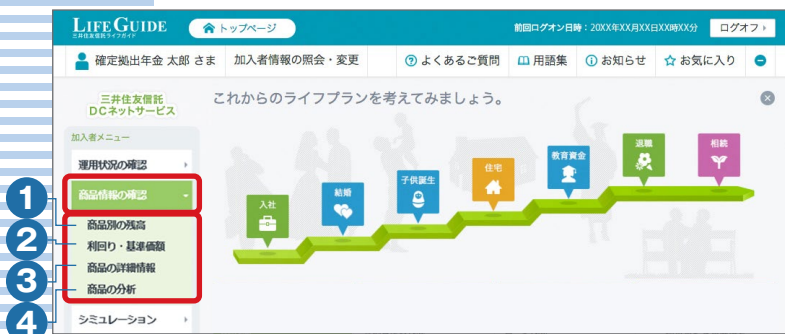 LIFE GUIDE
三井住友信託ライフガイド
トップページ
前回ログオン日時：20XX年XX月XX日XX時XX分
ログオフ
確定拠出年金 太郎 さま
加入者情報の照会・変更
よくあるご質問
用語集
お知らせ
お気に入り
三井住友信託
DCネットサービス
これからのライフプランを考えてみましょう。
加入者メニュー
運用状況の確認
1
商品情報の確認
商品別の残高
2
利回り・基準価額
3
商品の詳細情報
商品の分析
4
シミュレーション
入社
結婚
子供誕生
住宅
教育資金
退職
相続